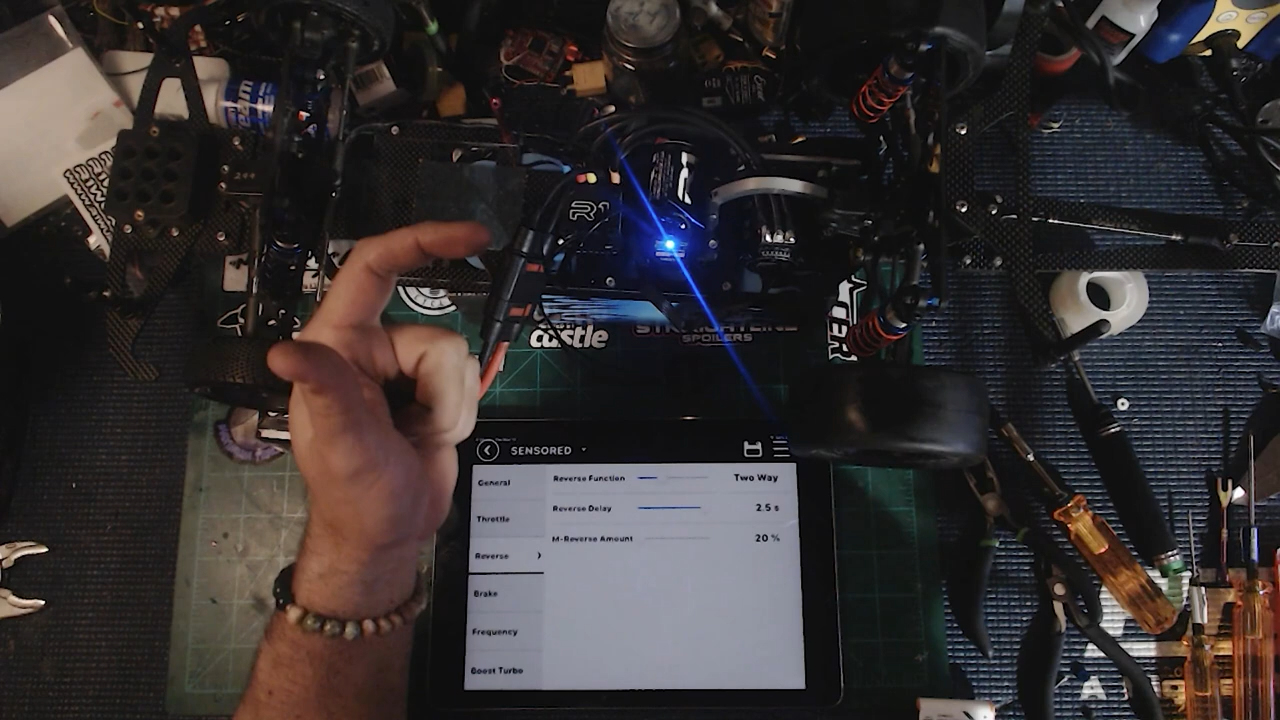 R1
castle
STRAIGHTLINE
SPOILERS
SENSORED
General
Throttle
Reverse
Brake
Frequency
Boost Turbo
Reverse Function
Two Way
Reverse Delay
2.5 s
M-Reverse Amount
20 %